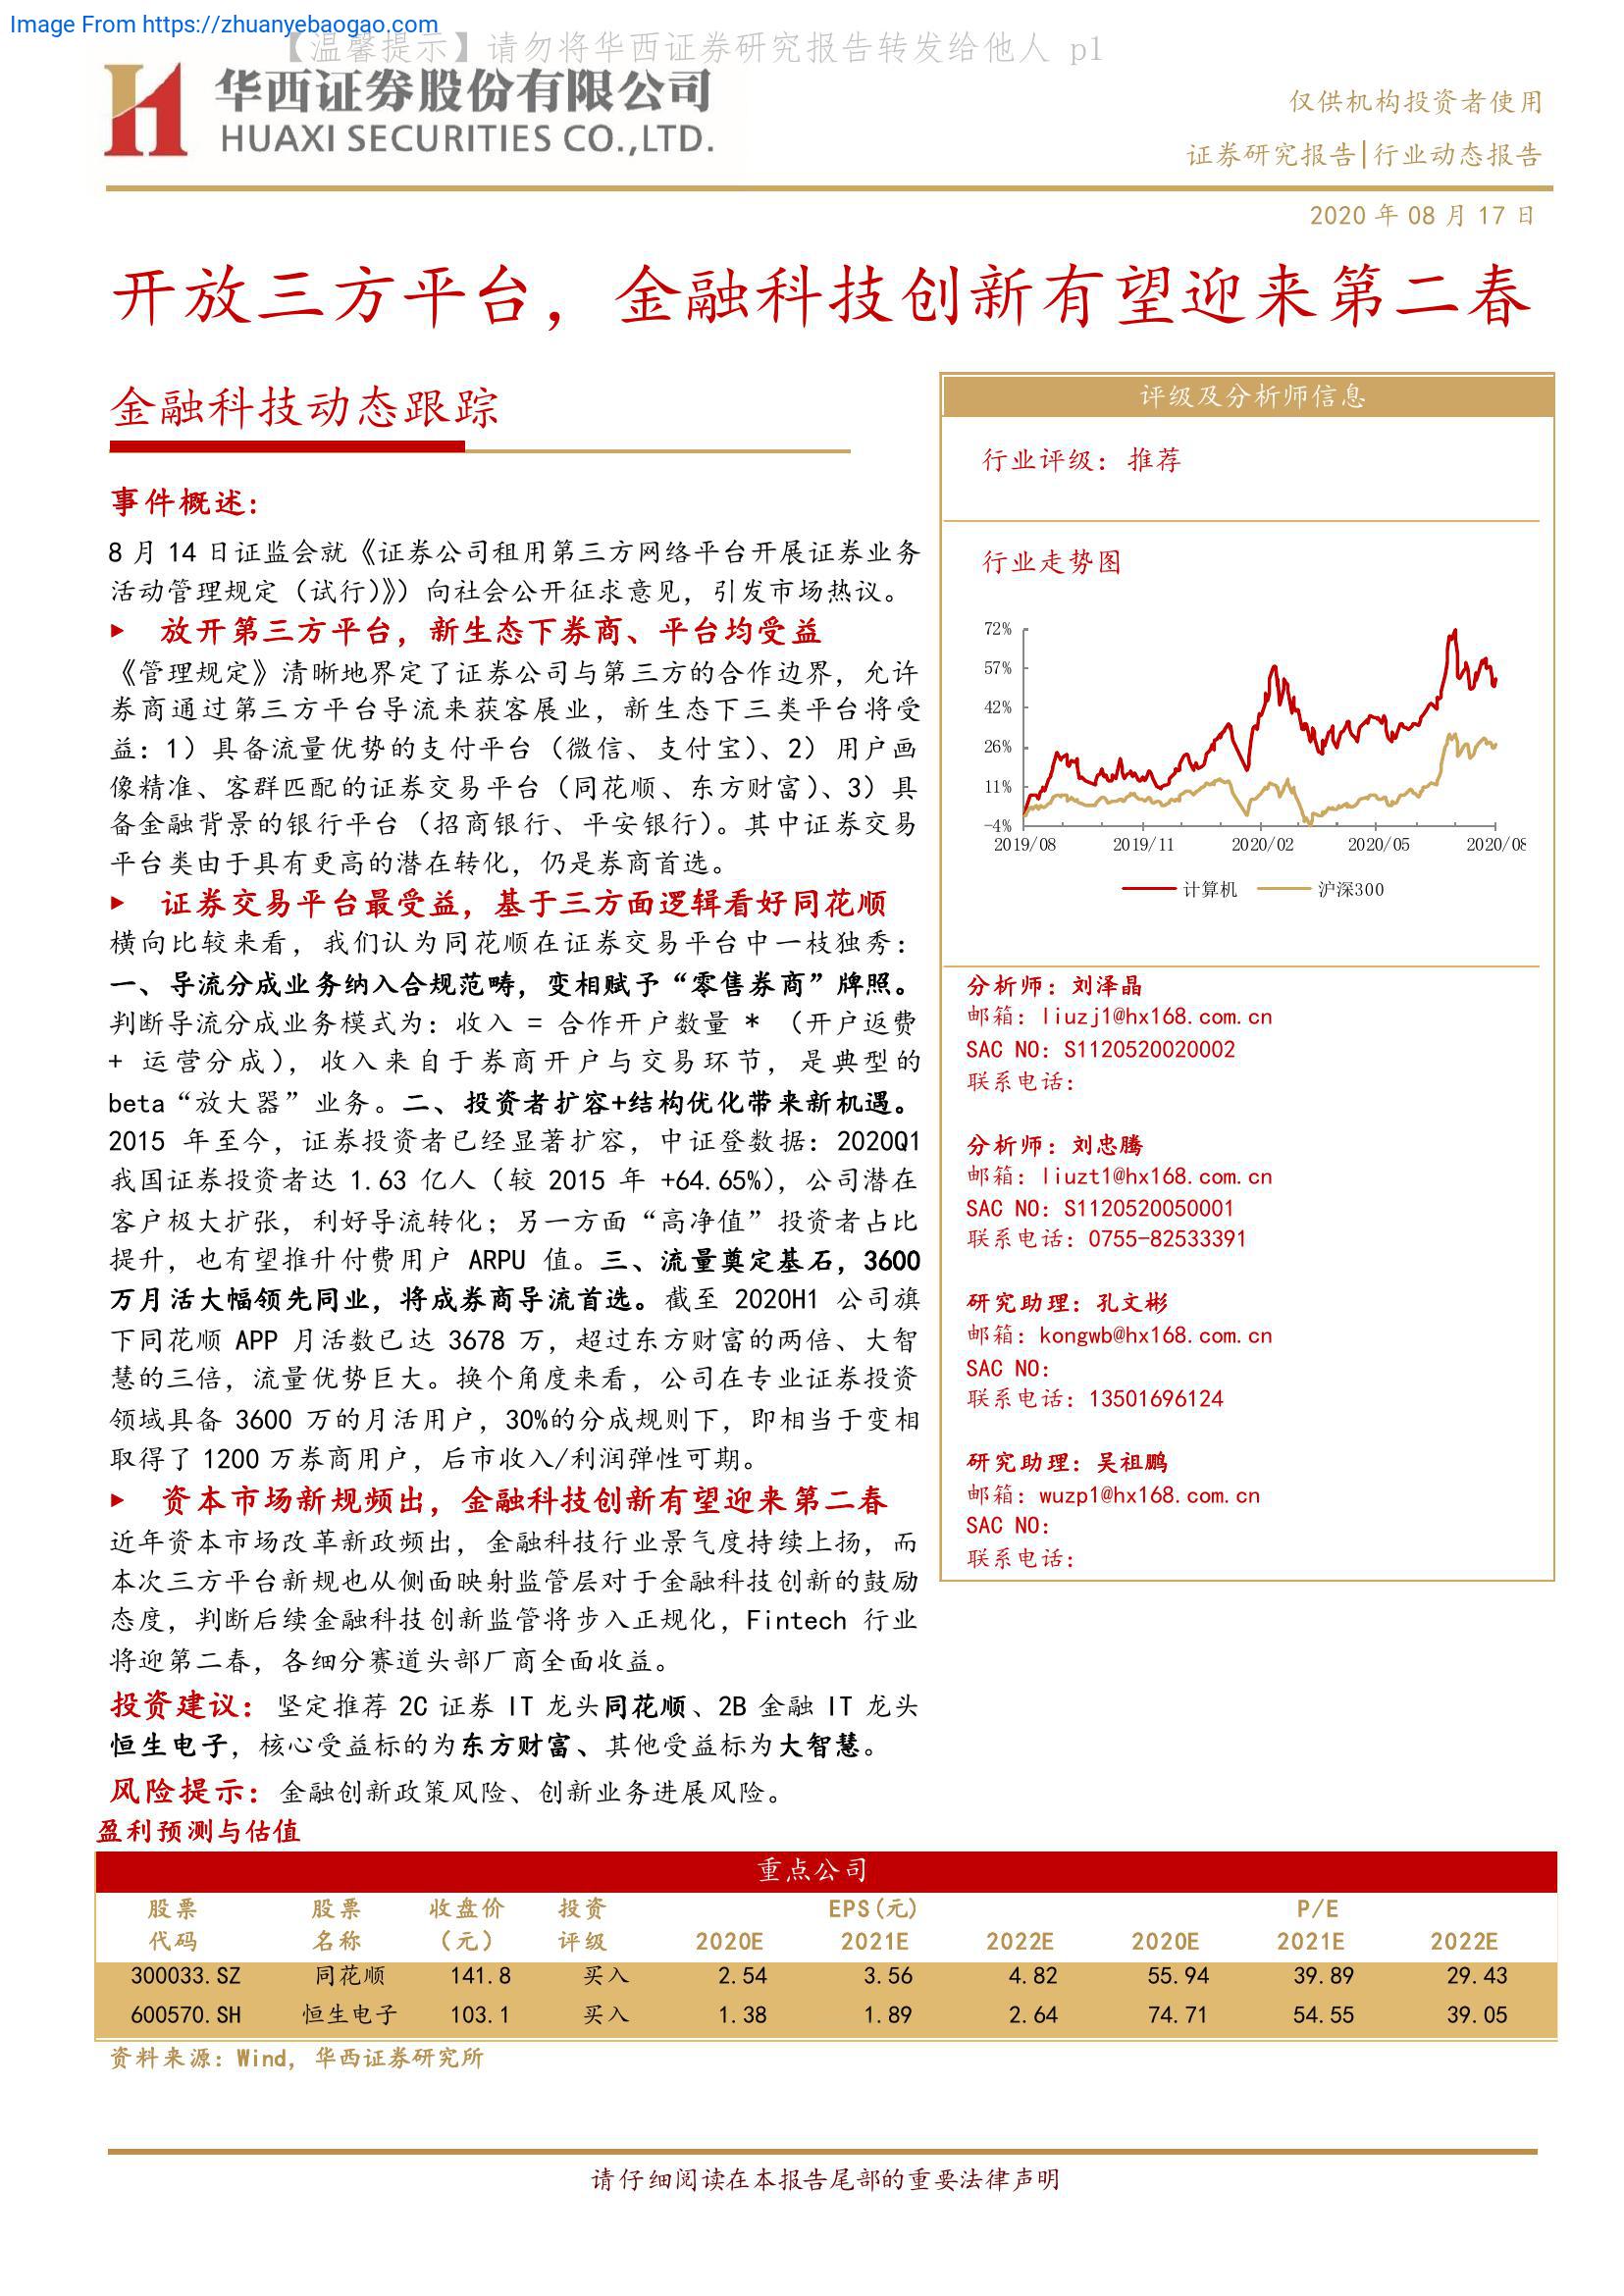 Image From https://zhuanyebaogao.com
【温馨提示】请勿将华西证券研究报告转发给他人 p1
华西证券股份有限公司
HUAXI SECURITIES CO.,LTD.
仅供机构投资者使用
证券研究报告|行业动态报告
2020 年 08 月 17 日
开放三方平台，金融科技创新有望迎来第二春
金融科技动态跟踪
事件概述：
8 月 14 日证监会就《证券公司租用第三方网络平台开展证券业务
活动管理规定（试行）》）向社会公开征求意见，引发市场热议。
▶ 放开第三方平台，新生态下券商、平台均受益
《管理规定》清晰地界定了证券公司与第三方的合作边界，允许
券商通过第三方平台导流来获客展业，新生态下三类平台将受
益：1）具备流量优势的支付平台（微信、支付宝）、2）用户画
像精准、客群匹配的证券交易平台（同花顺、东方财富）、3）具
备金融背景的银行平台（招商银行、平安银行）。其中证券交易
平台类由于具有更高的潜在转化，仍是券商首选。
▶ 证券交易平台最受益，基于三方面逻辑看好同花顺
横向比较来看，我们认为同花顺在证券交易平台中一枝独秀：
一、导流分成业务纳入合规范畴，变相赋予“零售券商”牌照。
判断导流分成业务模式为：收入 = 合作开户数量 * （开户返费
+ 运营分成），收入来自于券商开户与交易环节，是典型的
beta“放大器”业务。二、投资者扩容+结构优化带来新机遇。
2015 年至今，证券投资者已经显著扩容，中证登数据：2020Q1
我国证券投资者达 1.63 亿人（较 2015 年 +64.65%），公司潜在
客户极大扩张，利好导流转化；另一方面“高净值”投资者占比
提升，也有望推升付费用户 ARPU 值。三、流量奠定基石，3600
万月活大幅领先同业，将成券商导流首选。截至 2020H1 公司旗
下同花顺 APP 月活数已达 3678 万，超过东方财富的两倍、大智
慧的三倍，流量优势巨大。换个角度来看，公司在专业证券投资
领域具备 3600 万的月活用户，30%的分成规则下，即相当于变相
取得了 1200 万券商用户，后市收入/利润弹性可期。
▶ 资本市场新规频出，金融科技创新有望迎来第二春
近年资本市场改革新政频出，金融科技行业景气度持续上扬，而
本次三方平台新规也从侧面映射监管层对于金融科技创新的鼓励
态度，判断后续金融科技创新监管将步入正规化，Fintech 行业
将迎第二春，各细分赛道头部厂商全面收益。
投资建议：坚定推荐 2C 证券 IT 龙头同花顺、2B 金融 IT 龙头
恒生电子，核心受益标的为东方财富、其他受益标为大智慧。
风险提示：金融创新政策风险、创新业务进展风险。
评级及分析师信息
行业评级：推荐
行业走势图
72%
57%
42%
26%
11%
-4%
2019/08 2019/11 2020/02 2020/05 2020/08
计算机 沪深300
分析师：刘泽晶
邮箱：liuzj1@hx168.com.cn
SAC NO：S1120520020002
联系电话：
分析师：刘忠腾
邮箱：liuzt1@hx168.com.cn
SAC NO：S1120520050001
联系电话：0755-82533391
研究助理：孔文彬
邮箱：kongwb@hx168.com.cn
SAC NO：
联系电话：13501696124
研究助理：吴祖鹏
邮箱：wuzp1@hx168.com.cn
SAC NO：
联系电话：
盈利预测与估值
重点公司
股票 股票 收盘价 投资 EPS(元) P/E
代码 名称 （元） 评级 2020E 2021E 2022E 2020E 2021E 2022E
300033.SZ 同花顺 141.8 买入 2.54 3.56 4.82 55.94 39.89 29.43
600570.SH 恒生电子 103.1 买入 1.38 1.89 2.64 74.71 54.55 39.05
资料来源：Wind，华西证券研究所
请仔细阅读在本报告尾部的重要法律声明